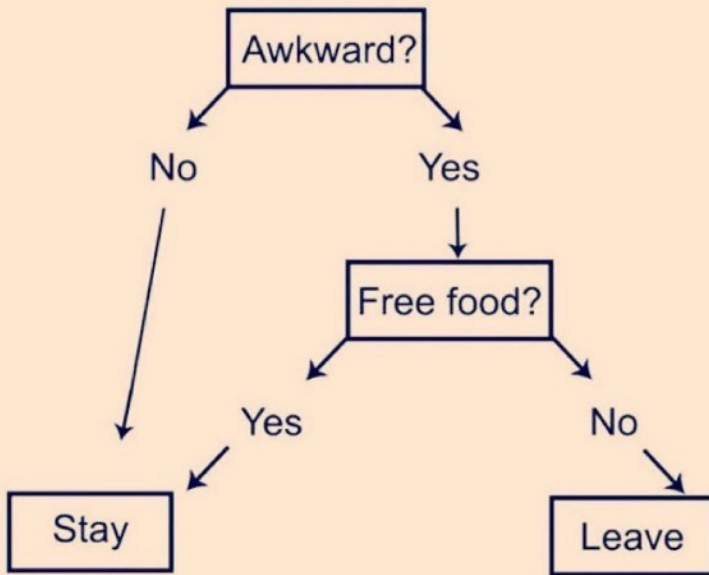 Awkward?
No
Yes
Free food?
Yes
No
Stay
Leave